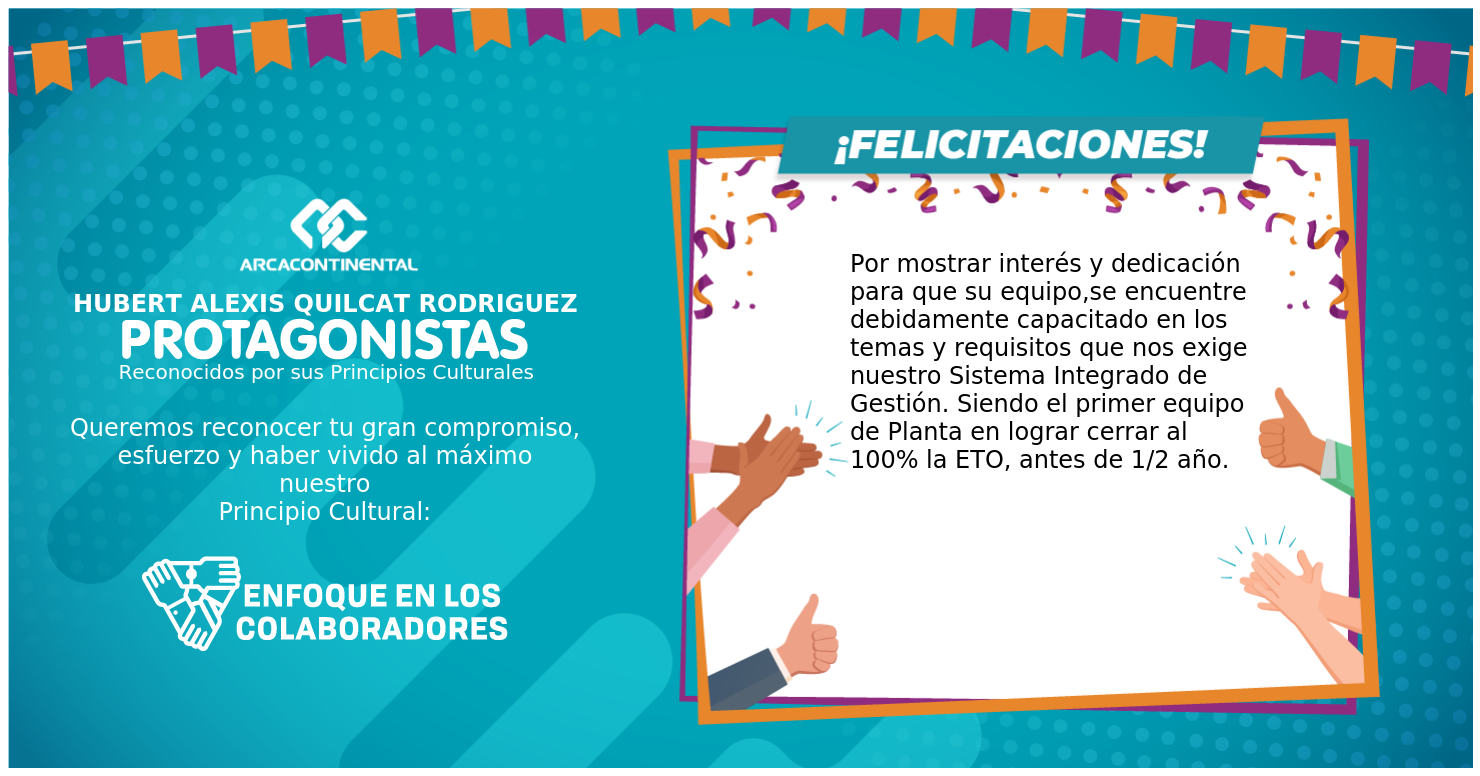 ARCACONTINENTAL
HUBERT ALEXIS QUILCAT RODRIGUEZ
PROTAGONISTAS
Reconocidos por sus Principios Culturales
Queremos reconocer tu gran compromiso,
esfuerzo y haber vivido al máximo
nuestro
Principio Cultural:
ENFOQUE EN LOS
COLABORADORES
¡FELICITACIONES!
Por mostrar interés y dedicación
para que su equipo,se encuentre
debidamente capacitado en los
temas y requisitos que nos exige
nuestro Sistema Integrado de
Gestión. Siendo el primer equipo
de Planta en lograr cerrar al
100% la ETO, antes de 1/2 año.